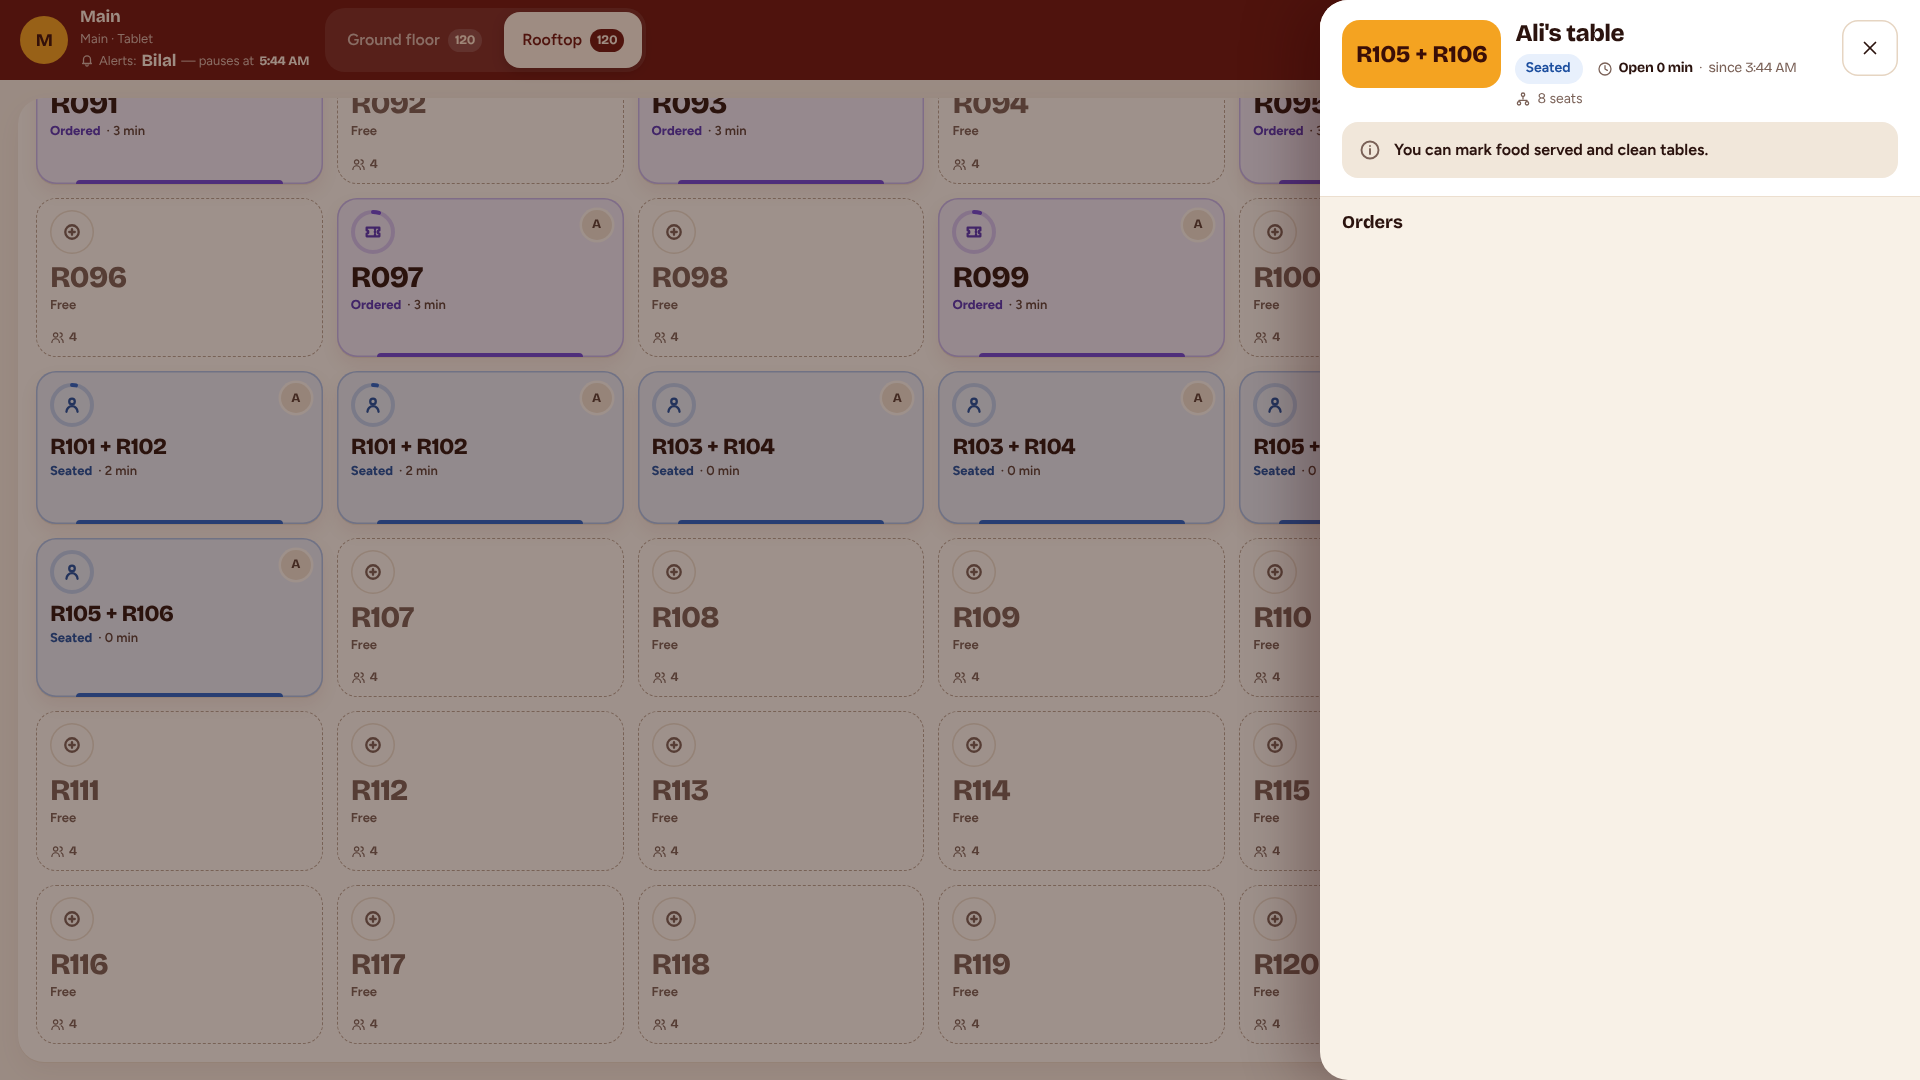 M
Main
Main · Tablet
Alerts: Bilal — pauses at 5:44 AM
Ground floor 120
Rooftop 120
R091
Ordered · 3 min
R092
Free
4
R093
Ordered · 3 min
R094
Free
4
R095
Ordered · 3
R096
Free
4
A
R097
Ordered · 3 min
R098
Free
4
A
R099
Ordered · 3 min
R100
Free
4
A
R101 + R102
Seated · 2 min
A
R101 + R102
Seated · 2 min
A
R103 + R104
Seated · 0 min
A
R103 + R104
Seated · 0 min
R105 +
Seated · 0
A
R105 + R106
Seated · 0 min
R107
Free
4
R108
Free
4
R109
Free
4
R110
Free
4
R111
Free
4
R112
Free
4
R113
Free
4
R114
Free
4
R115
Free
4
R116
Free
4
R117
Free
4
R118
Free
4
R119
Free
4
R120
Free
4
R105 + R106
Ali's table
Seated Open 0 min · since 3:44 AM
8 seats
You can mark food served and clean tables.
Orders